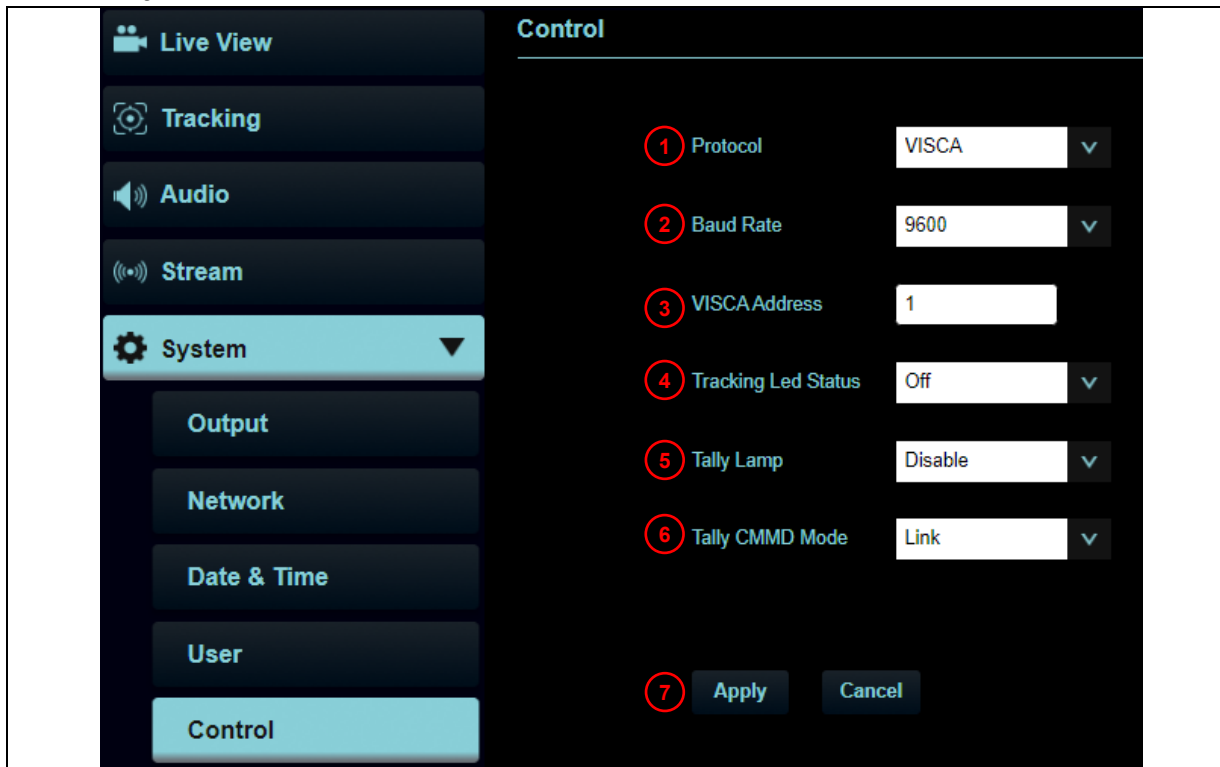 Live View
Tracking
Audio
Stream
System
Output
Network
Date & Time
User
Control
Control
1 Protocol VISCA
2 Baud Rate 9600
3 VISCA Address 1
4 Tracking Led Status Off
5 Tally Lamp Disable
6 Tally CMMD Mode Link
7 Apply Cancel